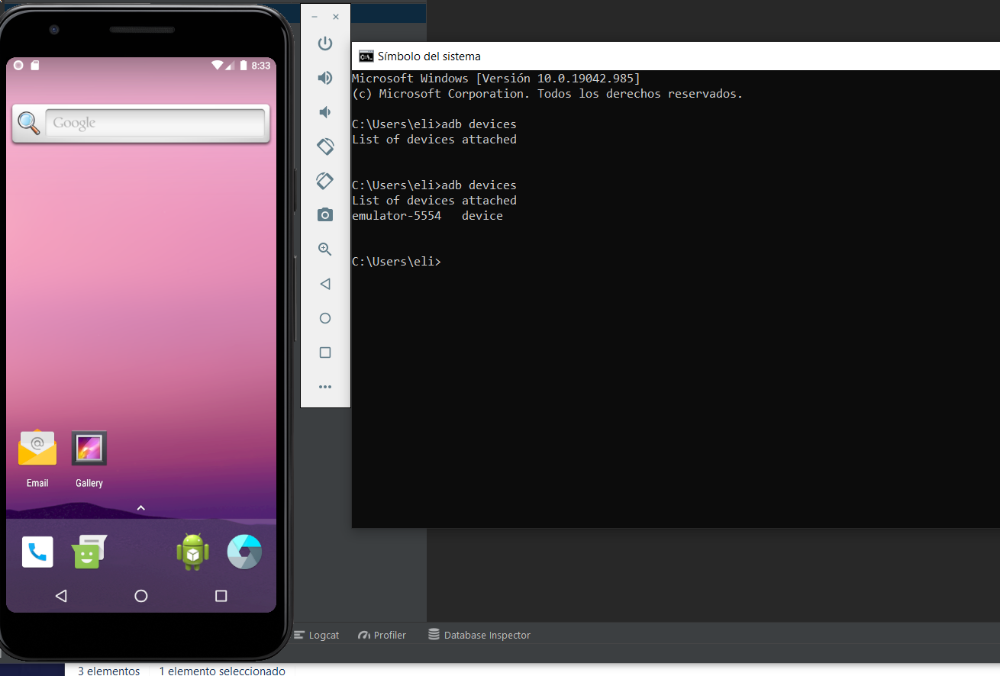 8:33
Google
Email
Gallery
Símbolo del sistema
Microsoft Windows [Versión 10.0.19042.985]
(c) Microsoft Corporation. Todos los derechos reservados.
C:\Users\eli>adb devices
List of devices attached
C:\Users\eli>adb devices
List of devices attached
emulator-5554   device
C:\Users\eli>
Logcat
Profiler
Database Inspector
3 elementos
1 elemento seleccionado